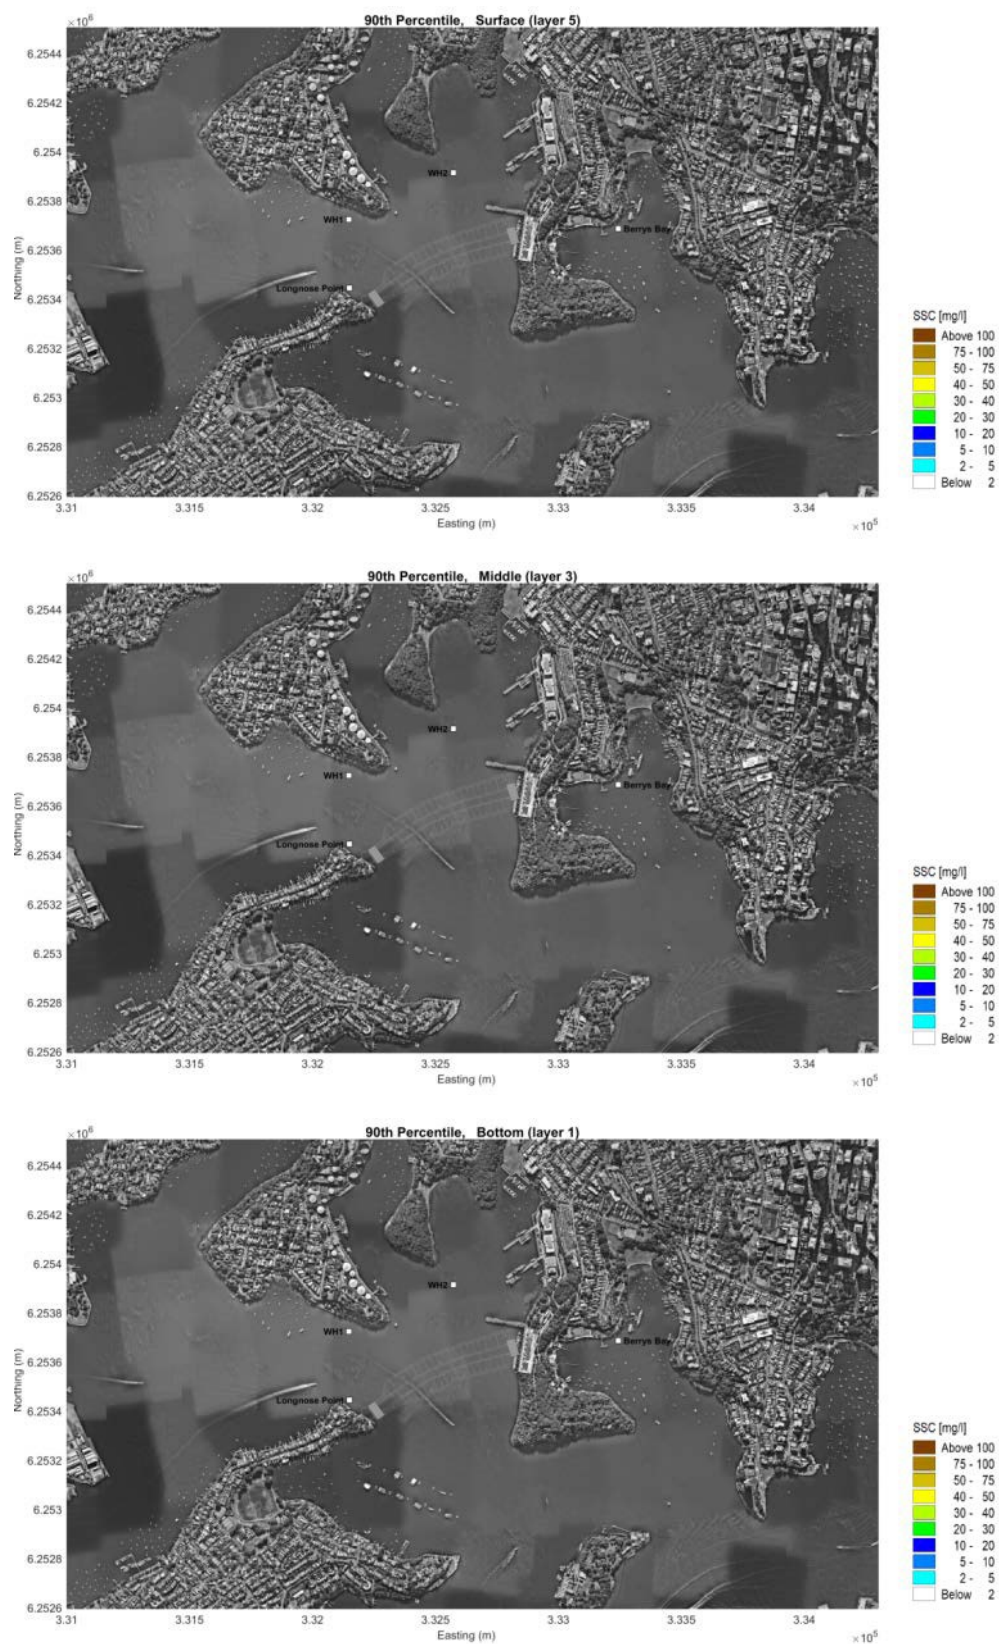 90th Percentile, Surface (layer 5)
×10⁶
6.2544
6.2542
6.254
6.2538
6.2536
6.2534
6.2532
6.253
6.2528
6.2526
Northing (m)
WH2
WH1
Berrys Bay
Longnose Point
3.31
3.315
3.32
3.325
3.33
3.335
3.34
Easting (m)
×10⁵
SSC [mg/l]
Above 100
75 - 100
50 - 75
40 - 50
30 - 40
20 - 30
10 - 20
5 - 10
2 - 5
Below 2
90th Percentile, Middle (layer 3)
×10⁶
6.2544
6.2542
6.254
6.2538
6.2536
6.2534
6.2532
6.253
6.2528
6.2526
Northing (m)
WH2
WH1
Berrys Bay
Longnose Point
3.31
3.315
3.32
3.325
3.33
3.335
3.34
Easting (m)
×10⁵
SSC [mg/l]
Above 100
75 - 100
50 - 75
40 - 50
30 - 40
20 - 30
10 - 20
5 - 10
2 - 5
Below 2
90th Percentile, Bottom (layer 1)
×10⁶
6.2544
6.2542
6.254
6.2538
6.2536
6.2534
6.2532
6.253
6.2528
6.2526
Northing (m)
WH2
WH1
Berrys Bay
Longnose Point
3.31
3.315
3.32
3.325
3.33
3.335
3.34
Easting (m)
×10⁵
SSC [mg/l]
Above 100
75 - 100
50 - 75
40 - 50
30 - 40
20 - 30
10 - 20
5 - 10
2 - 5
Below 2